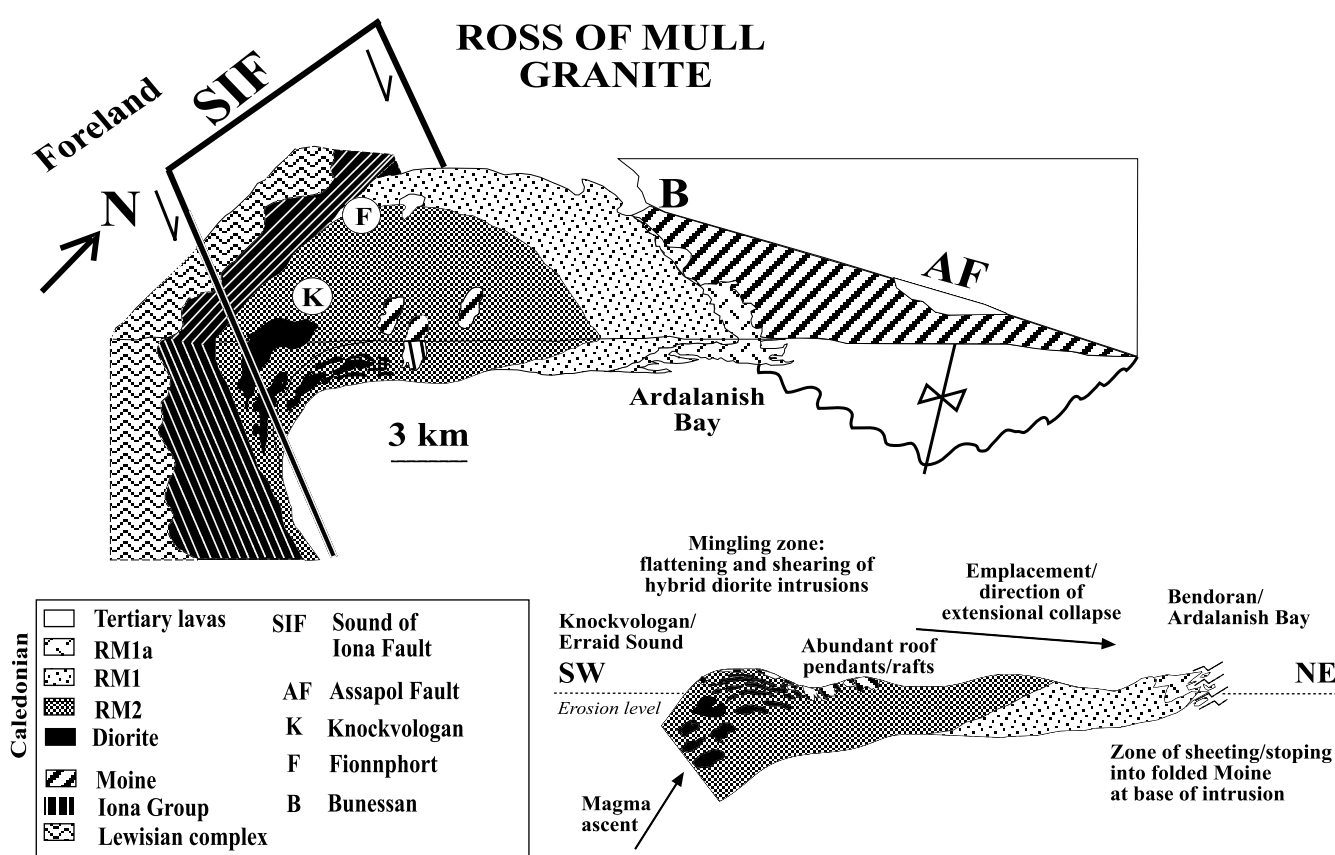 ROSS OF MULL
GRANITE
SIF
Foreland
N
B
F
AF
K
Ardalanish
Bay
3 km
Mingling zone:
flattening and shearing of
hybrid diorite intrusions
Emplacement/
direction of
extensional collapse
Bendoran/
Ardalanish Bay
Knockvologan/
Erraid Sound
Abundant roof
pendants/rafts
SW
NE
Erosion level
Zone of sheeting/stoping
into folded Moine
at base of intrusion
Magma
ascent
Caledonian
Tertiary lavas
RM1a
RM1
RM2
Diorite
Moine
Iona Group
Lewisian complex
SIF Sound of
Iona Fault
AF Assapol Fault
K Knockvologan
F Fionnphort
B Bunessan